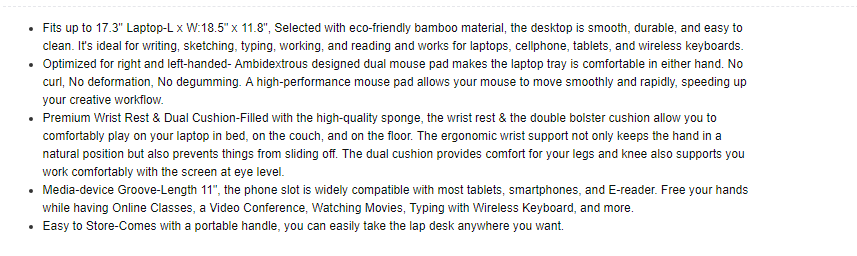 Fits up to 17.3" Laptop-L x W:18.5" x 11.8", Selected with eco-friendly bamboo material, the desktop is smooth, durable, and easy to
clean. It's ideal for writing, sketching, typing, working, and reading and works for laptops, cellphone, tablets, and wireless keyboards.
Optimized for right and left-handed- Ambidextrous designed dual mouse pad makes the laptop tray is comfortable in either hand. No
curl, No deformation, No degumming. A high-performance mouse pad allows your mouse to move smoothly and rapidly, speeding up
your creative workflow.
Premium Wrist Rest & Dual Cushion-Filled with the high-quality sponge, the wrist rest & the double bolster cushion allow you to
comfortably play on your laptop in bed, on the couch, and on the floor. The ergonomic wrist support not only keeps the hand in a
natural position but also prevents things from sliding off. The dual cushion provides comfort for your legs and knee also supports you
work comfortably with the screen at eye level.
Media-device Groove-Length 11", the phone slot is widely compatible with most tablets, smartphones, and E-reader. Free your hands
while having Online Classes, a Video Conference, Watching Movies, Typing with Wireless Keyboard, and more.
Easy to Store-Comes with a portable handle, you can easily take the lap desk anywhere you want.